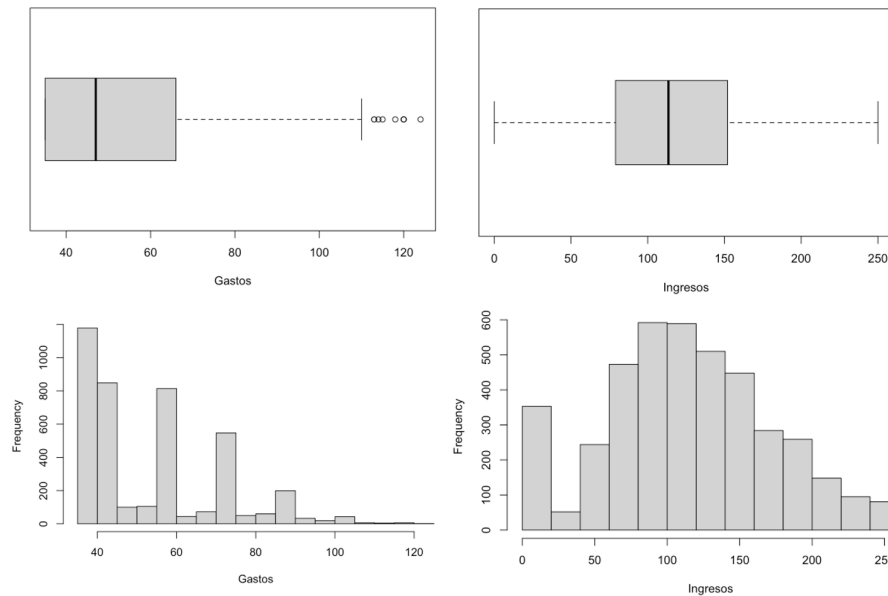 40 60 80 100 120
Gastos
0 50 100 150 200 250
Ingresos
Frequency
0 200 400 600 800 1000
40 60 80 100 120
Gastos
Frequency
0 100 200 300 400 500 600
0 50 100 150 200
Ingresos